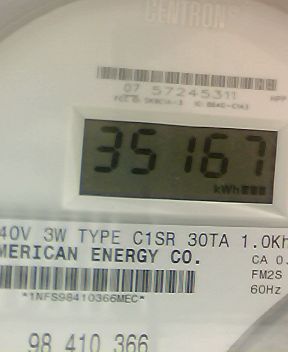 CENTRON
07 57245311
35167
kWh
40V 3W TYPE C1SR 30TA 1.0Kh
MERICAN ENERGY CO.
CA 0.
FM2S
60Hz
*1NFS98410366MEC*
98 410 366